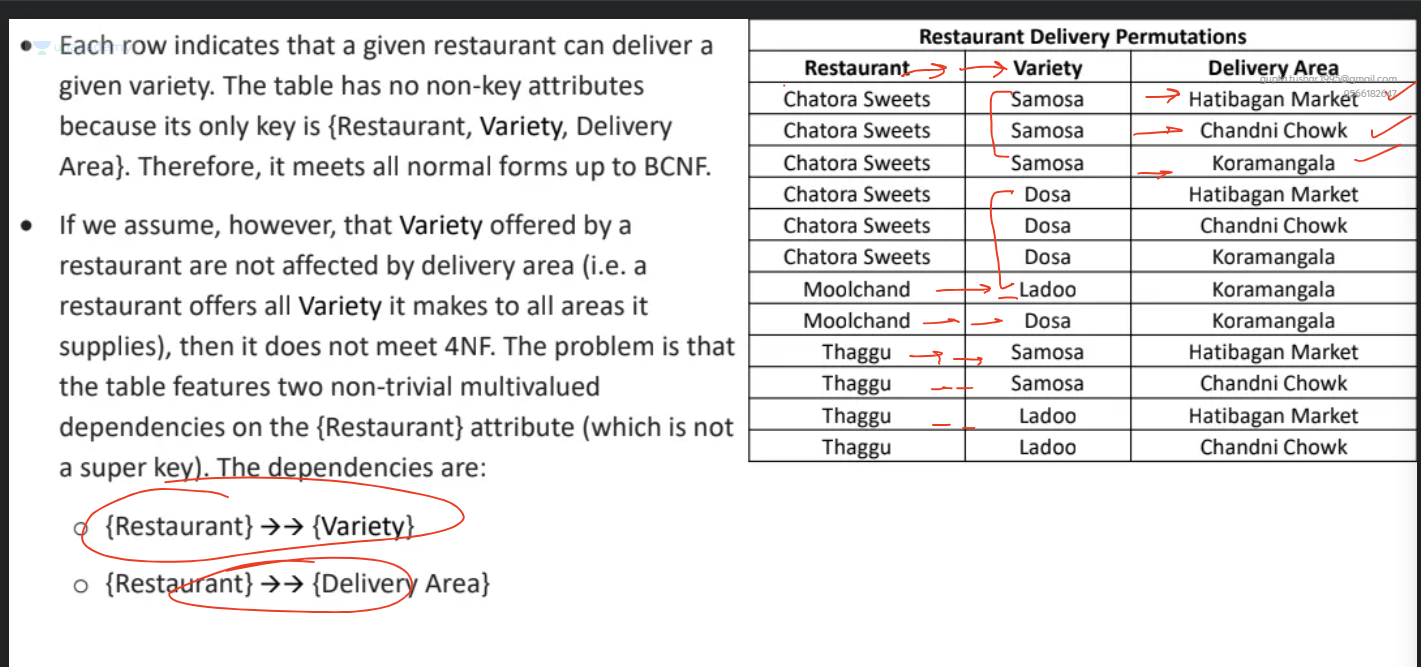 Each row indicates that a given restaurant can deliver a
given variety. The table has no non-key attributes
because its only key is {Restaurant, Variety, Delivery
Area}. Therefore, it meets all normal forms up to BCNF.
If we assume, however, that Variety offered by a
restaurant are not affected by delivery area (i.e. a
restaurant offers all Variety it makes to all areas it
supplies), then it does not meet 4NF. The problem is that
the table features two non-trivial multivalued
dependencies on the {Restaurant} attribute (which is not
a super key). The dependencies are:
{Restaurant} →→ {Variety}
{Restaurant} →→ {Delivery Area}
Restaurant Delivery Permutations
Restaurant Variety Delivery Area
Chatora Sweets Samosa Hatibagan Market
Chatora Sweets Samosa Chandni Chowk
Chatora Sweets Samosa Koramangala
Chatora Sweets Dosa Hatibagan Market
Chatora Sweets Dosa Chandni Chowk
Chatora Sweets Dosa Koramangala
Moolchand Ladoo Koramangala
Moolchand Dosa Koramangala
Thaggu Samosa Hatibagan Market
Thaggu Samosa Chandni Chowk
Thaggu Ladoo Hatibagan Market
Thaggu Ladoo Chandni Chowk